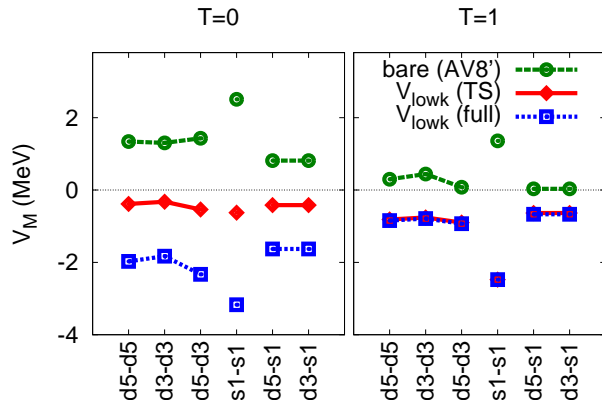 T=0 T=1
bare (AV8')
V_lowk (TS)
V_lowk (full)
V_M (MeV)
2
0
-2
-4
d5-d5 d3-d3 d5-d3 s1-s1 d5-s1 d3-s1
d5-d5 d3-d3 d5-d3 s1-s1 d5-s1 d3-s1